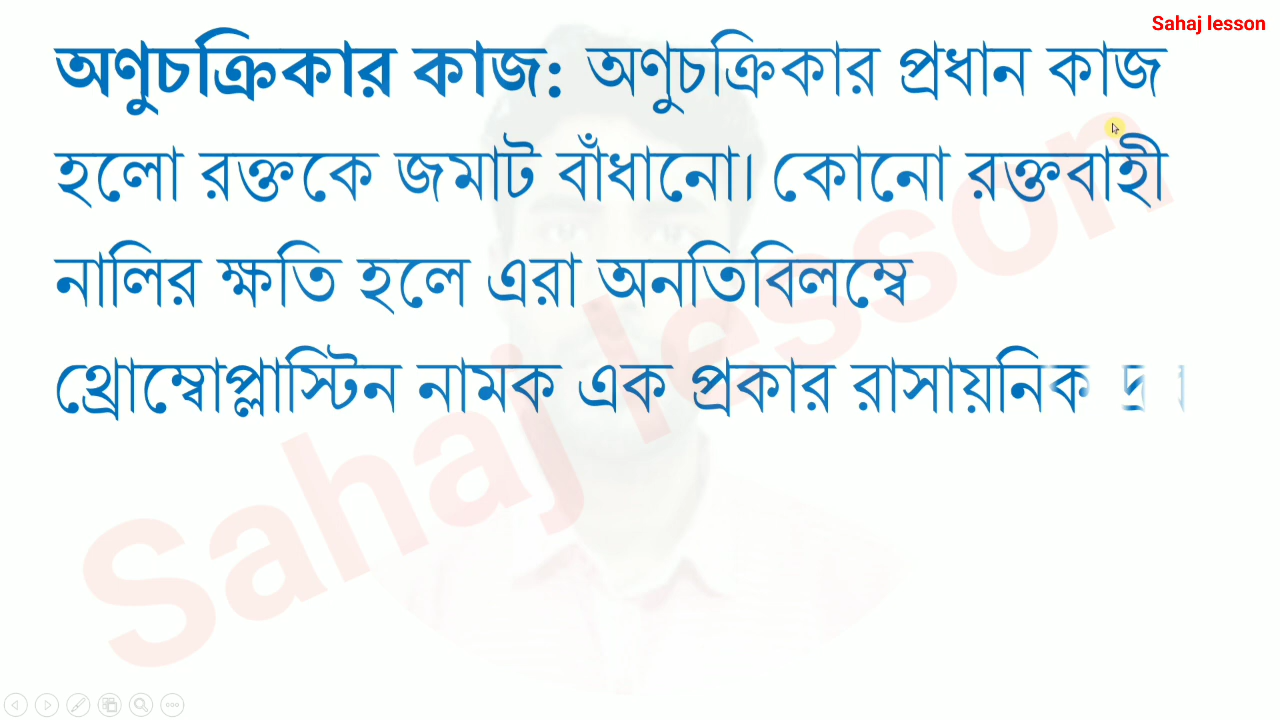 Sahaj lesson
অণুচক্রিকার কাজ: অণুচক্রিকার প্রধান কাজ
হলো রক্তকে জমাট বাঁধানো। কোনো রক্তবাহী
নালির ক্ষতি হলে এরা অনতিবিলম্বে
থ্রোম্বোপ্লাস্টিন নামক এক প্রকার রাসায়নিক
Sahaj lesson